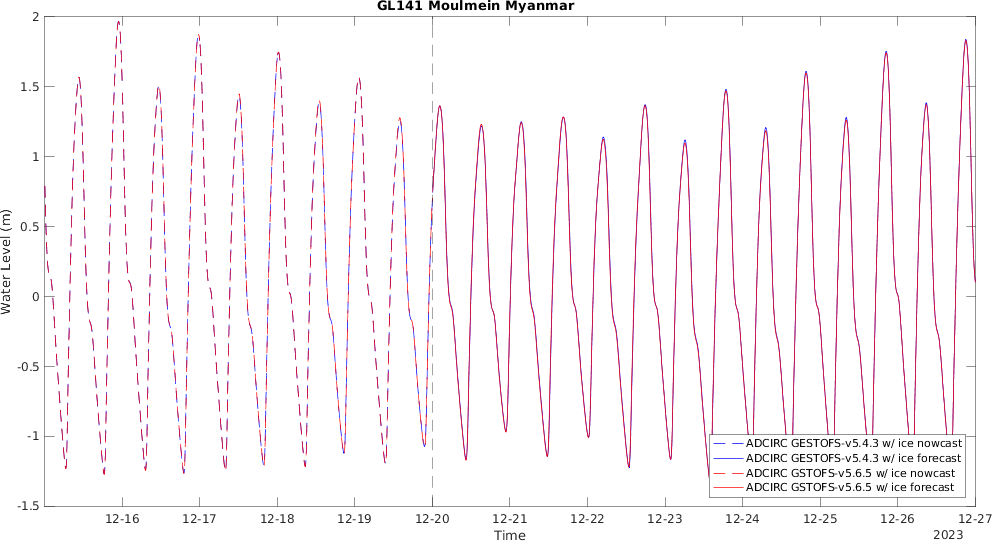 GL141 Moulmein Myanmar
2
1.5
1
0.5
0
-0.5
-1
-1.5
Water Level (m)
ADCIRC GESTOFS-v5.4.3 w/ ice nowcast
ADCIRC GESTOFS-v5.4.3 w/ ice forecast
ADCIRC GSTOFS-v5.6.5 w/ ice nowcast
ADCIRC GSTOFS-v5.6.5 w/ ice forecast
12-16 12-17 12-18 12-19 12-20 12-21 12-22 12-23 12-24 12-25 12-26 12-27
Time
2023